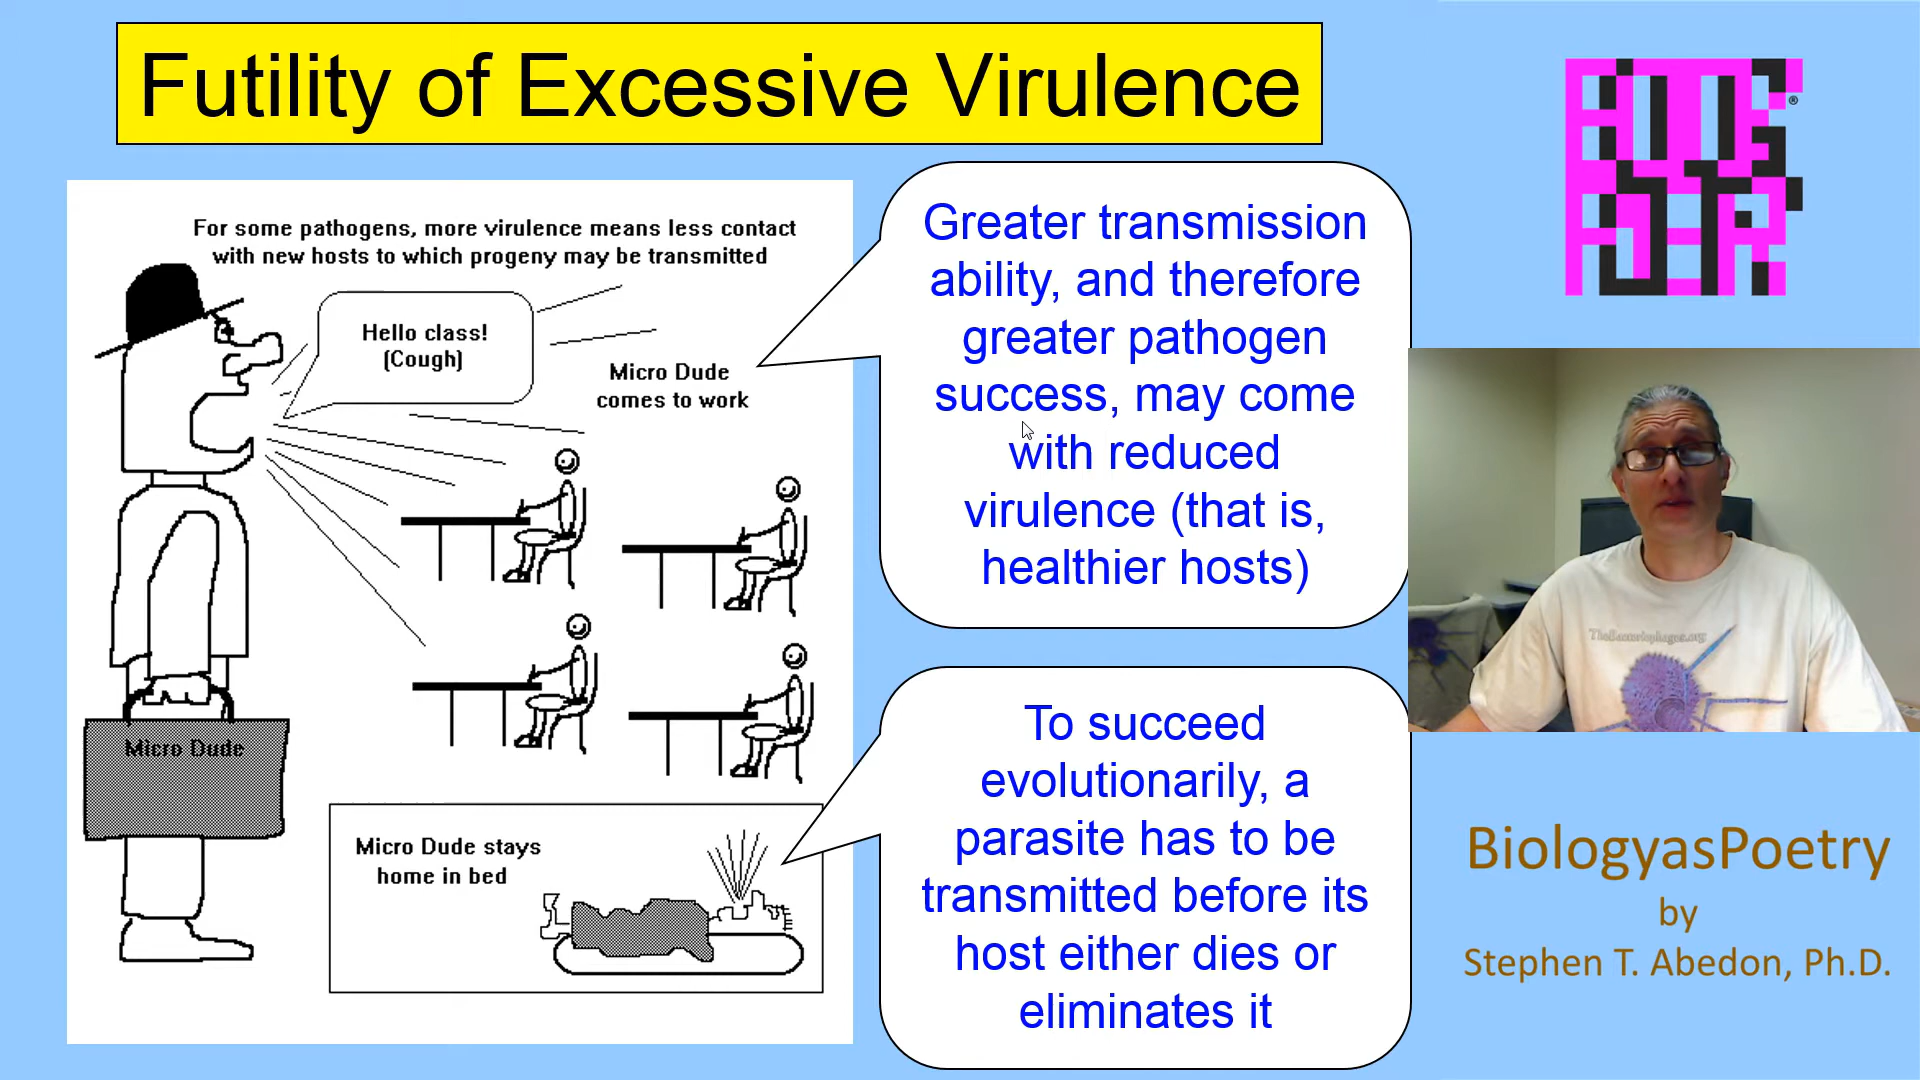 Futility of Excessive Virulence
For some pathogens, more virulence means less contact
with new hosts to which progeny may be transmitted
Hello class!
(Cough)
Micro Dude
comes to work
Micro Dude
Micro Dude stays
home in bed
Greater transmission
ability, and therefore
greater pathogen
success, may come
with reduced
virulence (that is,
healthier hosts)
To succeed
evolutionarily, a
parasite has to be
transmitted before its
host either dies or
eliminates it
®
TheBacteriophages.org
BiologyasPoetry
by
Stephen T. Abedon, Ph.D.